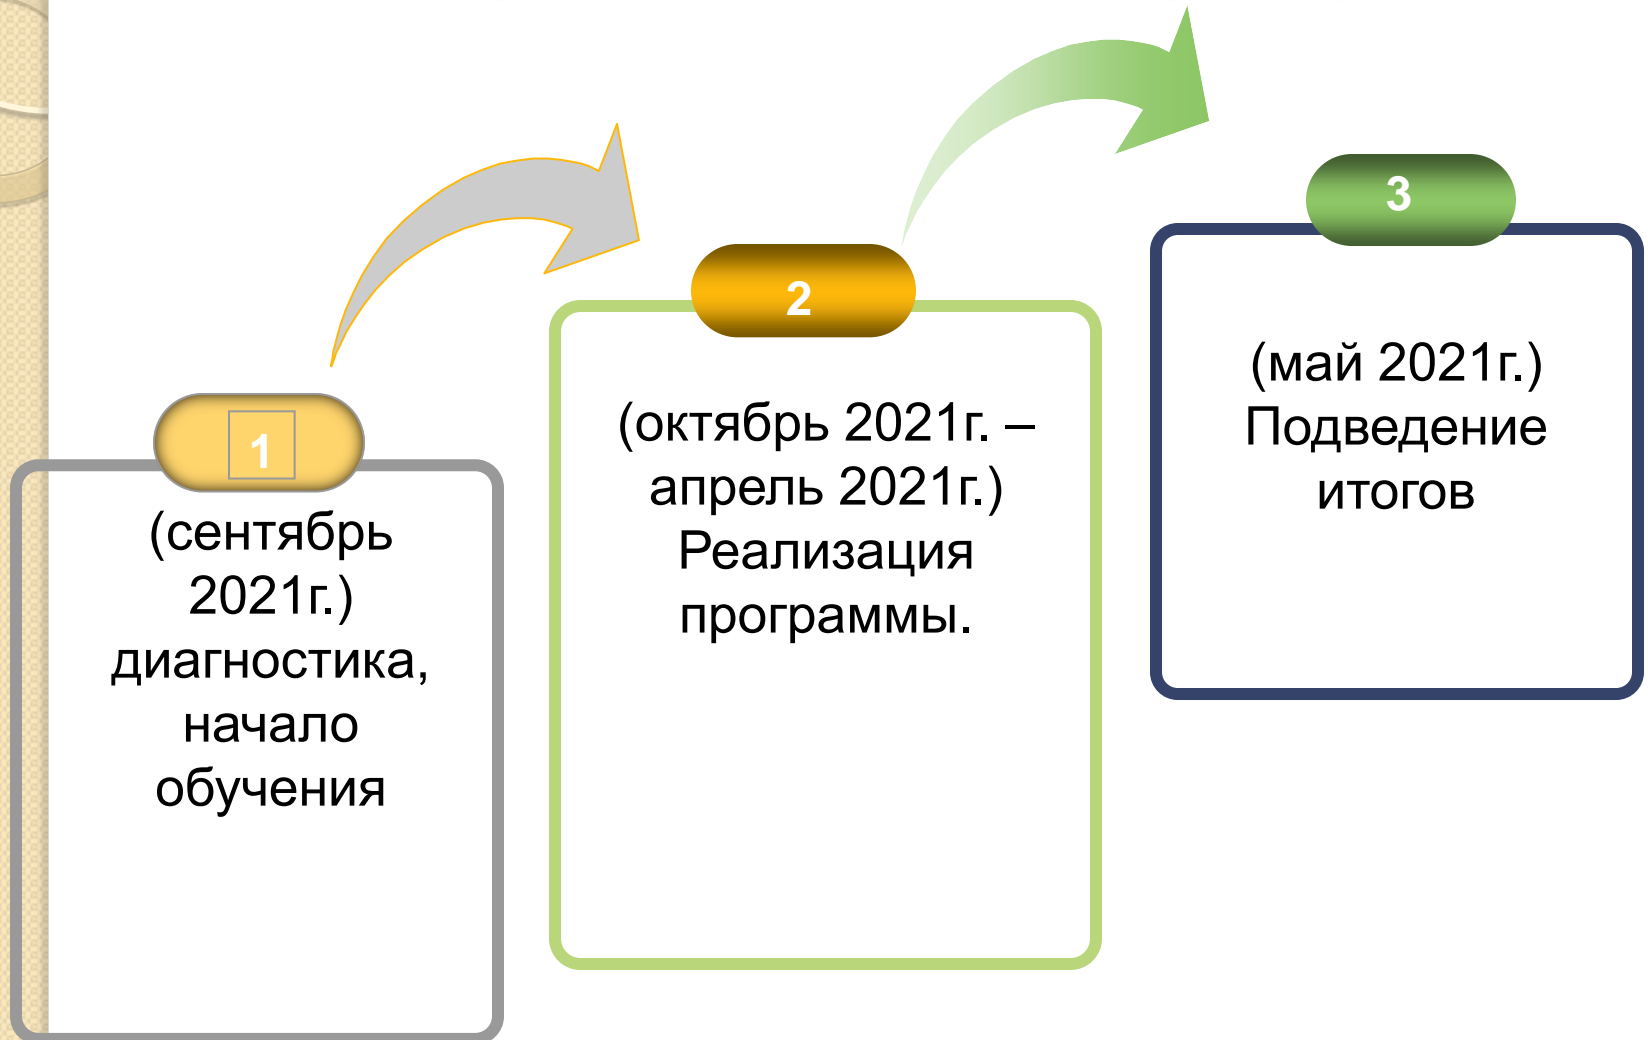 1
(сентябрь
2021г.)
диагностика,
начало
обучения
2
(октябрь 2021г. –
апрель 2021г.)
Реализация
программы.
3
(май 2021г.)
Подведение
итогов